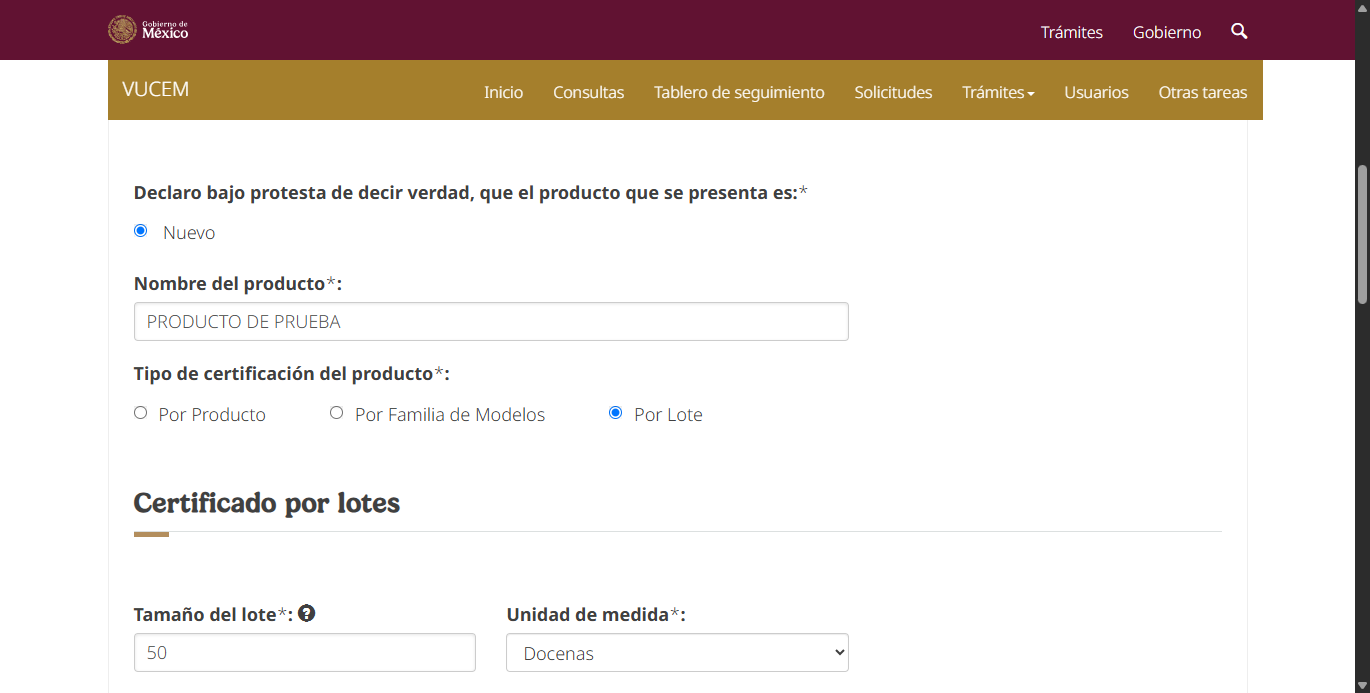 Gobierno de
México
Trámites Gobierno
VUCEM
Inicio Consultas Tablero de seguimiento Solicitudes Trámites Usuarios Otras tareas
Declaro bajo protesta de decir verdad, que el producto que se presenta es:*
Nuevo
Nombre del producto*:
PRODUCTO DE PRUEBA
Tipo de certificación del producto*:
Por Producto Por Familia de Modelos Por Lote
Certificado por lotes
Tamaño del lote*: ? Unidad de medida*:
50 Docenas